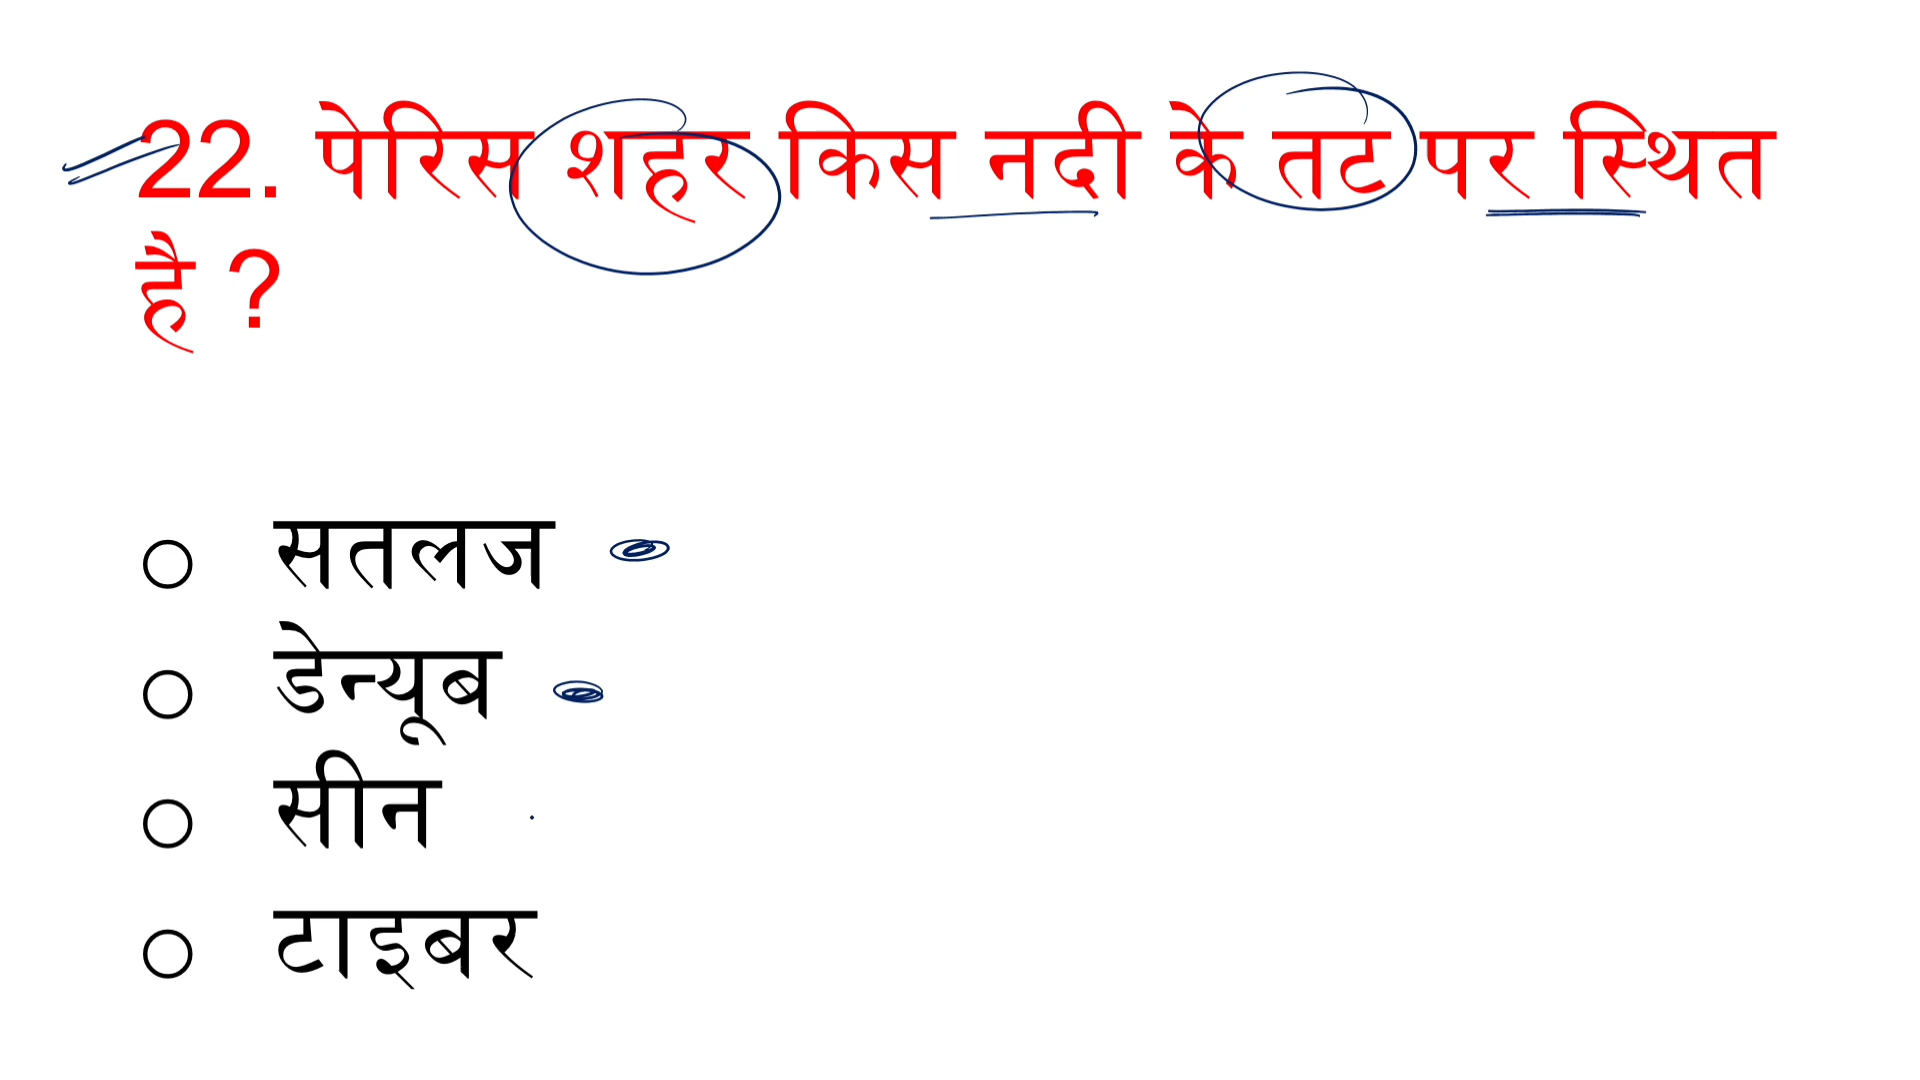 22. पेरिस शहर किस नदी के तट पर स्थित
है ?
सतलज
डेन्यूब
सीन
टाइबर